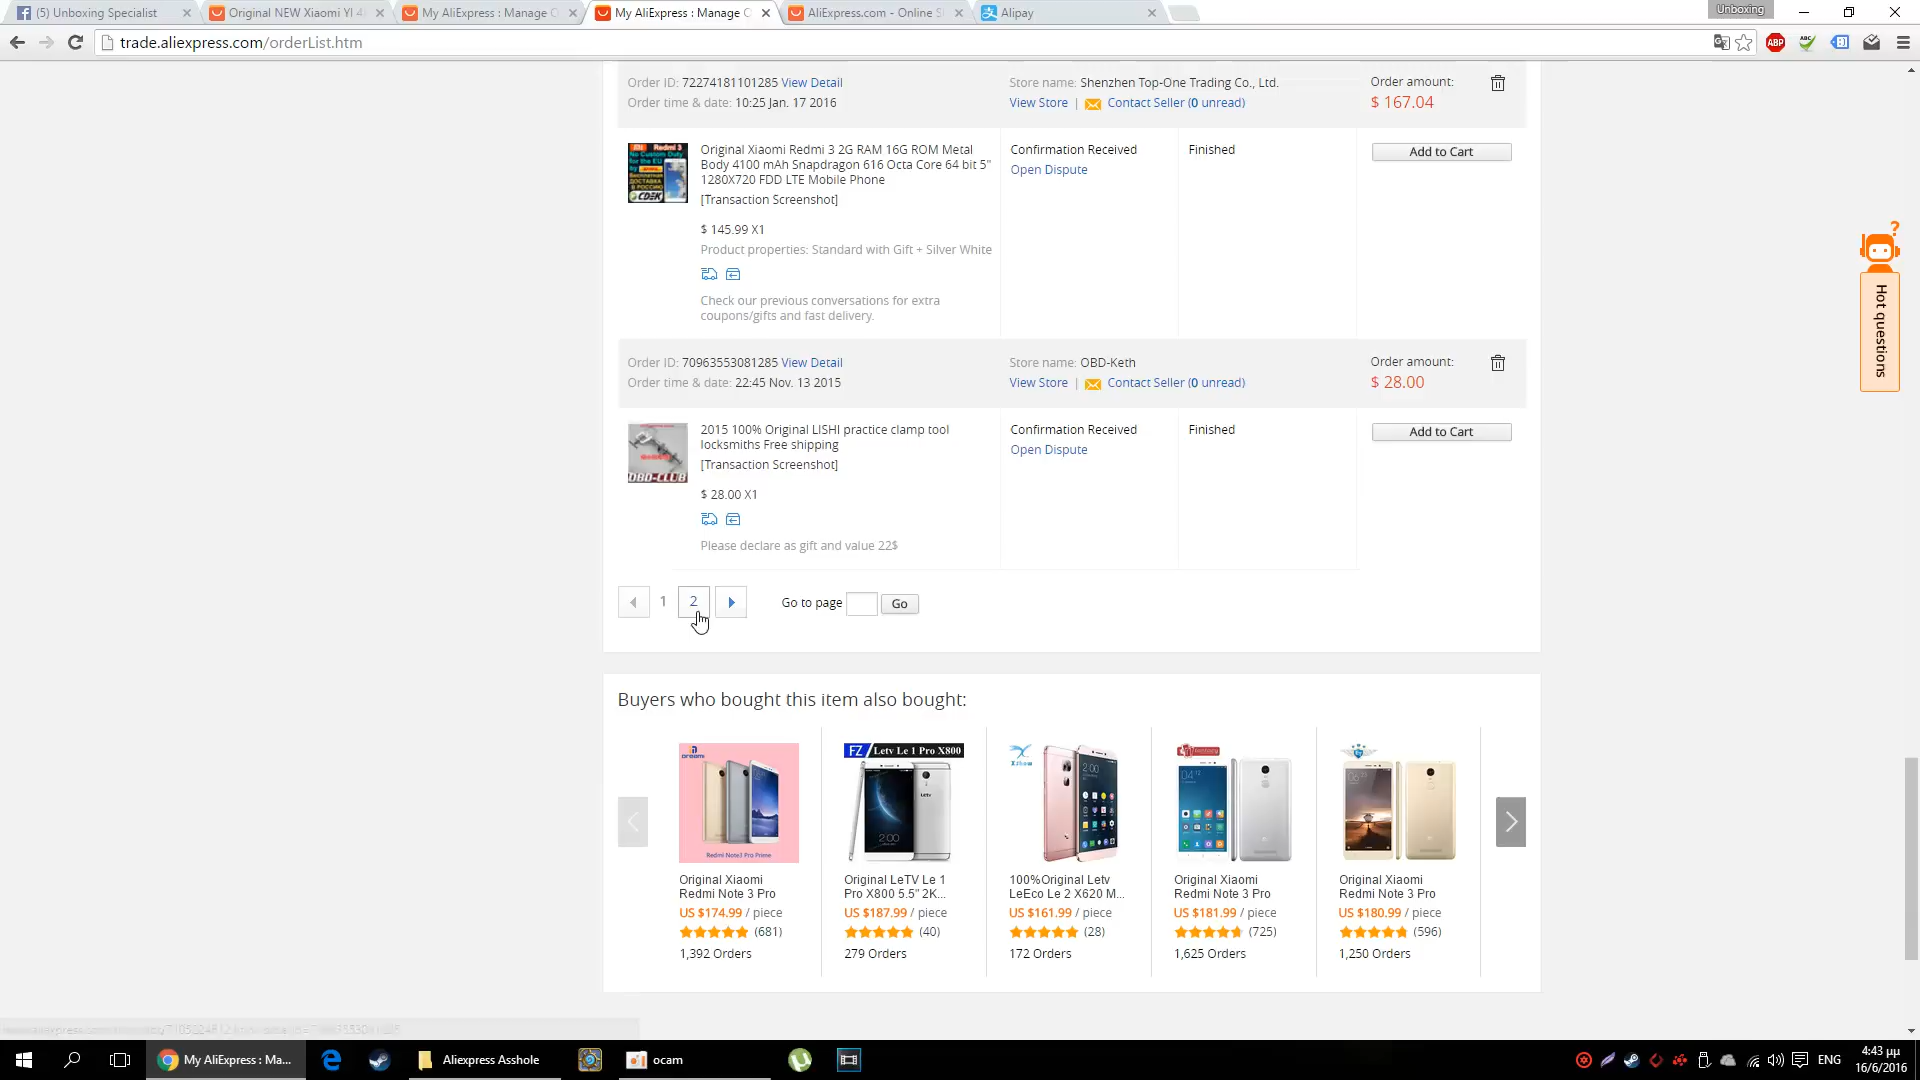 (5) Unboxing Specialist
Original NEW Xiaomi YI 4
My AliExpress : Manage O
My AliExpress : Manage O
AliExpress.com - Online S
Alipay
Unboxing
trade.aliexpress.com/orderList.htm
ABP
Order ID: 72274181101285 View Detail
Store name: Shenzhen Top-One Trading Co., Ltd.
Order amount:
Order time & date: 10:25 Jan. 17 2016
View Store | Contact Seller (0 unread)
$ 167.04
Original Xiaomi Redmi 3 2G RAM 16G ROM Metal
Body 4100 mAh Snapdragon 616 Octa Core 64 bit 5"
1280X720 FDD LTE Mobile Phone
[Transaction Screenshot]
Confirmation Received
Open Dispute
Finished
Add to Cart
$ 145.99 X1
Product properties: Standard with Gift + Silver White
Check our previous conversations for extra
coupons/gifts and fast delivery.
Hot questions
Order ID: 70963553081285 View Detail
Store name: OBD-Keth
Order amount:
Order time & date: 22:45 Nov. 13 2015
View Store | Contact Seller (0 unread)
$ 28.00
2015 100% Original LISHI practice clamp tool
locksmiths Free shipping
[Transaction Screenshot]
Confirmation Received
Open Dispute
Finished
Add to Cart
$ 28.00 X1
Please declare as gift and value 22$
1 2 Go to page Go
Buyers who bought this item also bought:
Redmi Note3 Pro Prime
FZ Letv Le 1 Pro X800
Original Xiaomi
Redmi Note 3 Pro
US $174.99 / piece
(681)
1,392 Orders
Original LeTV Le 1
Pro X800 5.5" 2K...
US $187.99 / piece
(40)
279 Orders
100%Original Letv
LeEco Le 2 X620 M...
US $161.99 / piece
(28)
172 Orders
Original Xiaomi
Redmi Note 3 Pro
US $181.99 / piece
(725)
1,625 Orders
Original Xiaomi
Redmi Note 3 Pro
US $180.99 / piece
(596)
1,250 Orders
My AliExpress : Ma...
Aliexpress Asshole
ocam
ENG
4:43 μμ
16/6/2016